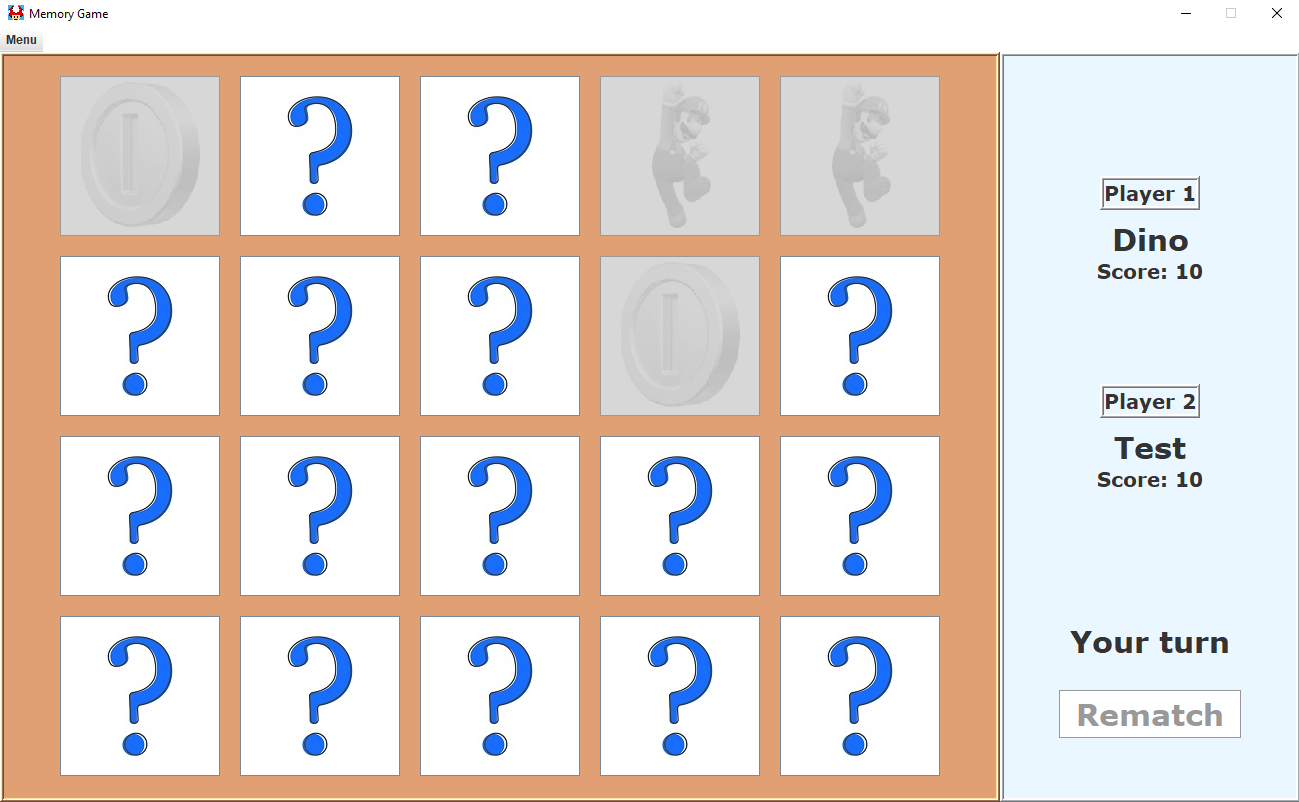 Memory Game
Menu
? ?
? ? ? ?
? ? ? ? ?
? ? ? ? ?
Player 1
Dino
Score: 10
Player 2
Test
Score: 10
Your turn
Rematch